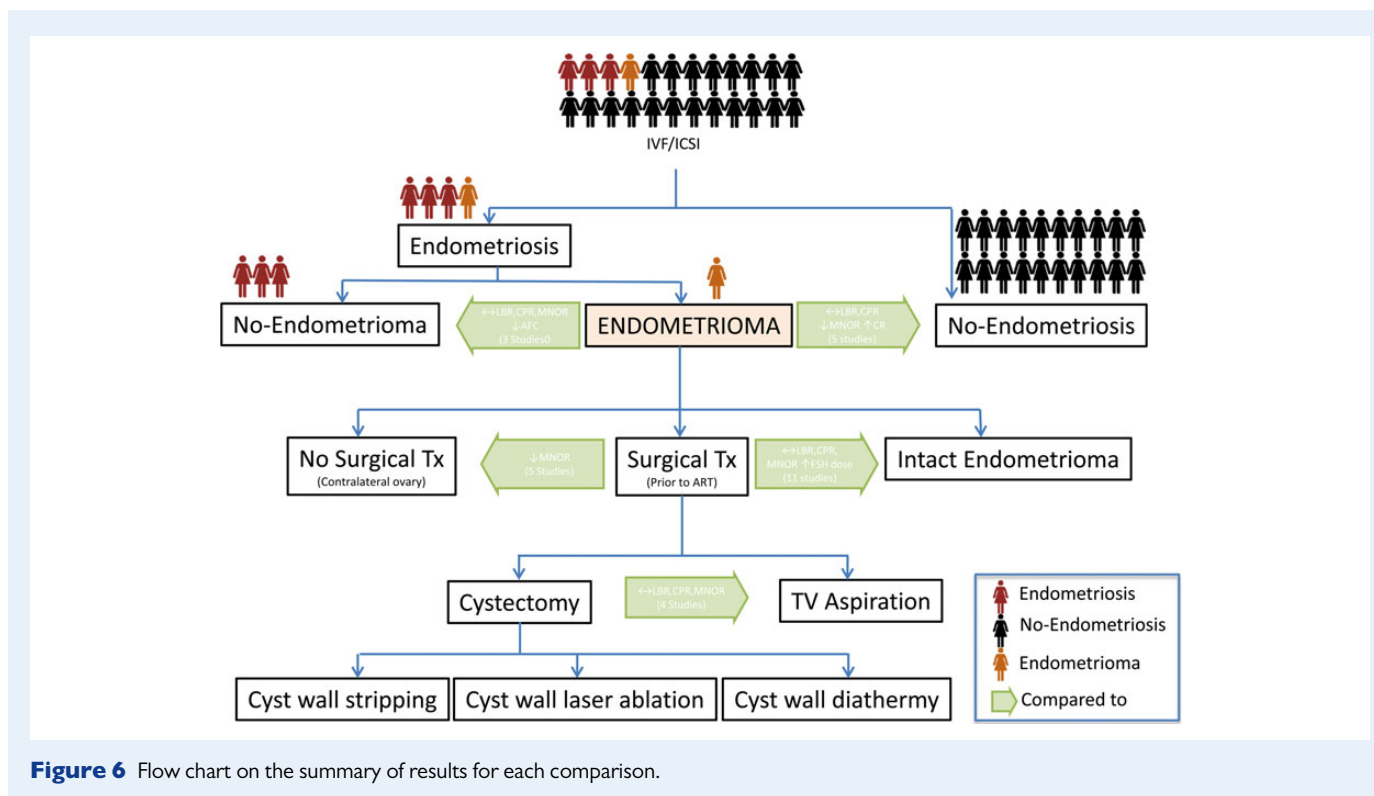 IVF/ICSI
Endometriosis
No-Endometrioma
↔LBR,CPR,MNOR
↓AFC
(3 Studies0
ENDOMETRIOMA
↔LBR,CPR
↓MNOR ↑CR
(5 studies)
No-Endometriosis
No Surgical Tx
(Contralateral ovary)
↓MNOR
(5 Studies)
Surgical Tx
(Prior to ART)
↔LBR,CPR,
MNOR ↑FSH dose
(11 studies)
Intact Endometrioma
Cystectomy
↔LBR,CPR,MNOR
(4 Studies)
TV Aspiration
Cyst wall stripping
Cyst wall laser ablation
Cyst wall diathermy
Endometriosis
No-Endometriosis
Endometrioma
Compared to
Figure 6 Flow chart on the summary of results for each comparison.